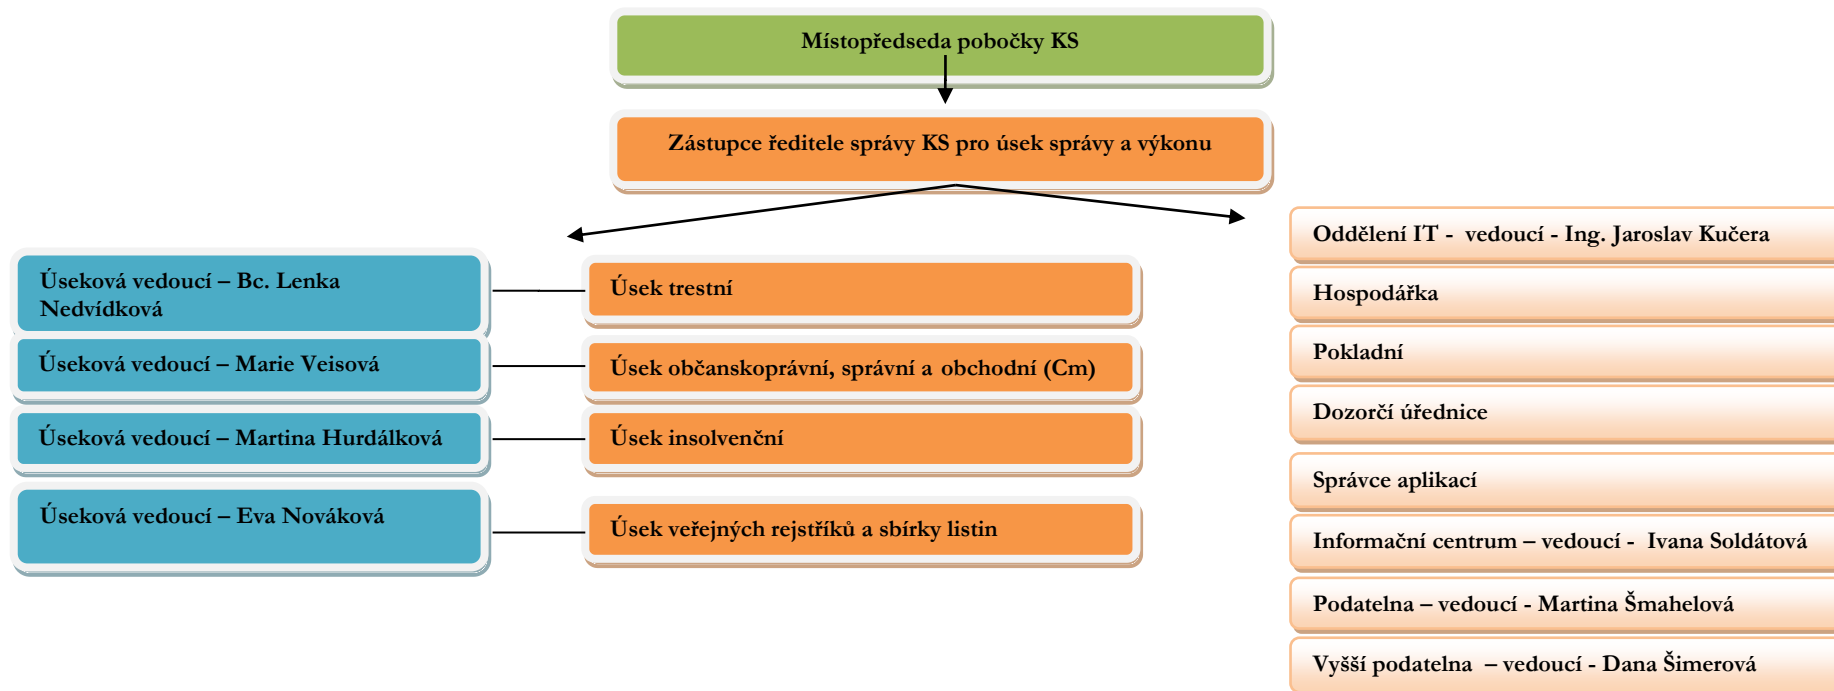 Místopředseda pobočky KS
Zástupce ředitele správy KS pro úsek správy a výkonu
Úseková vedoucí – Bc. Lenka
Nedvídková
Úsek trestní
Úseková vedoucí – Marie Veisová
Úsek občanskoprávní, správní a obchodní (Cm)
Úseková vedoucí – Martina Hurdálková
Úsek insolvenční
Úseková vedoucí – Eva Nováková
Úsek veřejných rejstříků a sbírky listin
Oddělení IT - vedoucí - Ing. Jaroslav Kučera
Hospodářka
Pokladní
Dozorčí úřednice
Správce aplikací
Informační centrum – vedoucí - Ivana Soldátová
Podatelna – vedoucí - Martina Šmahelová
Vyšší podatelna – vedoucí - Dana Šimerová